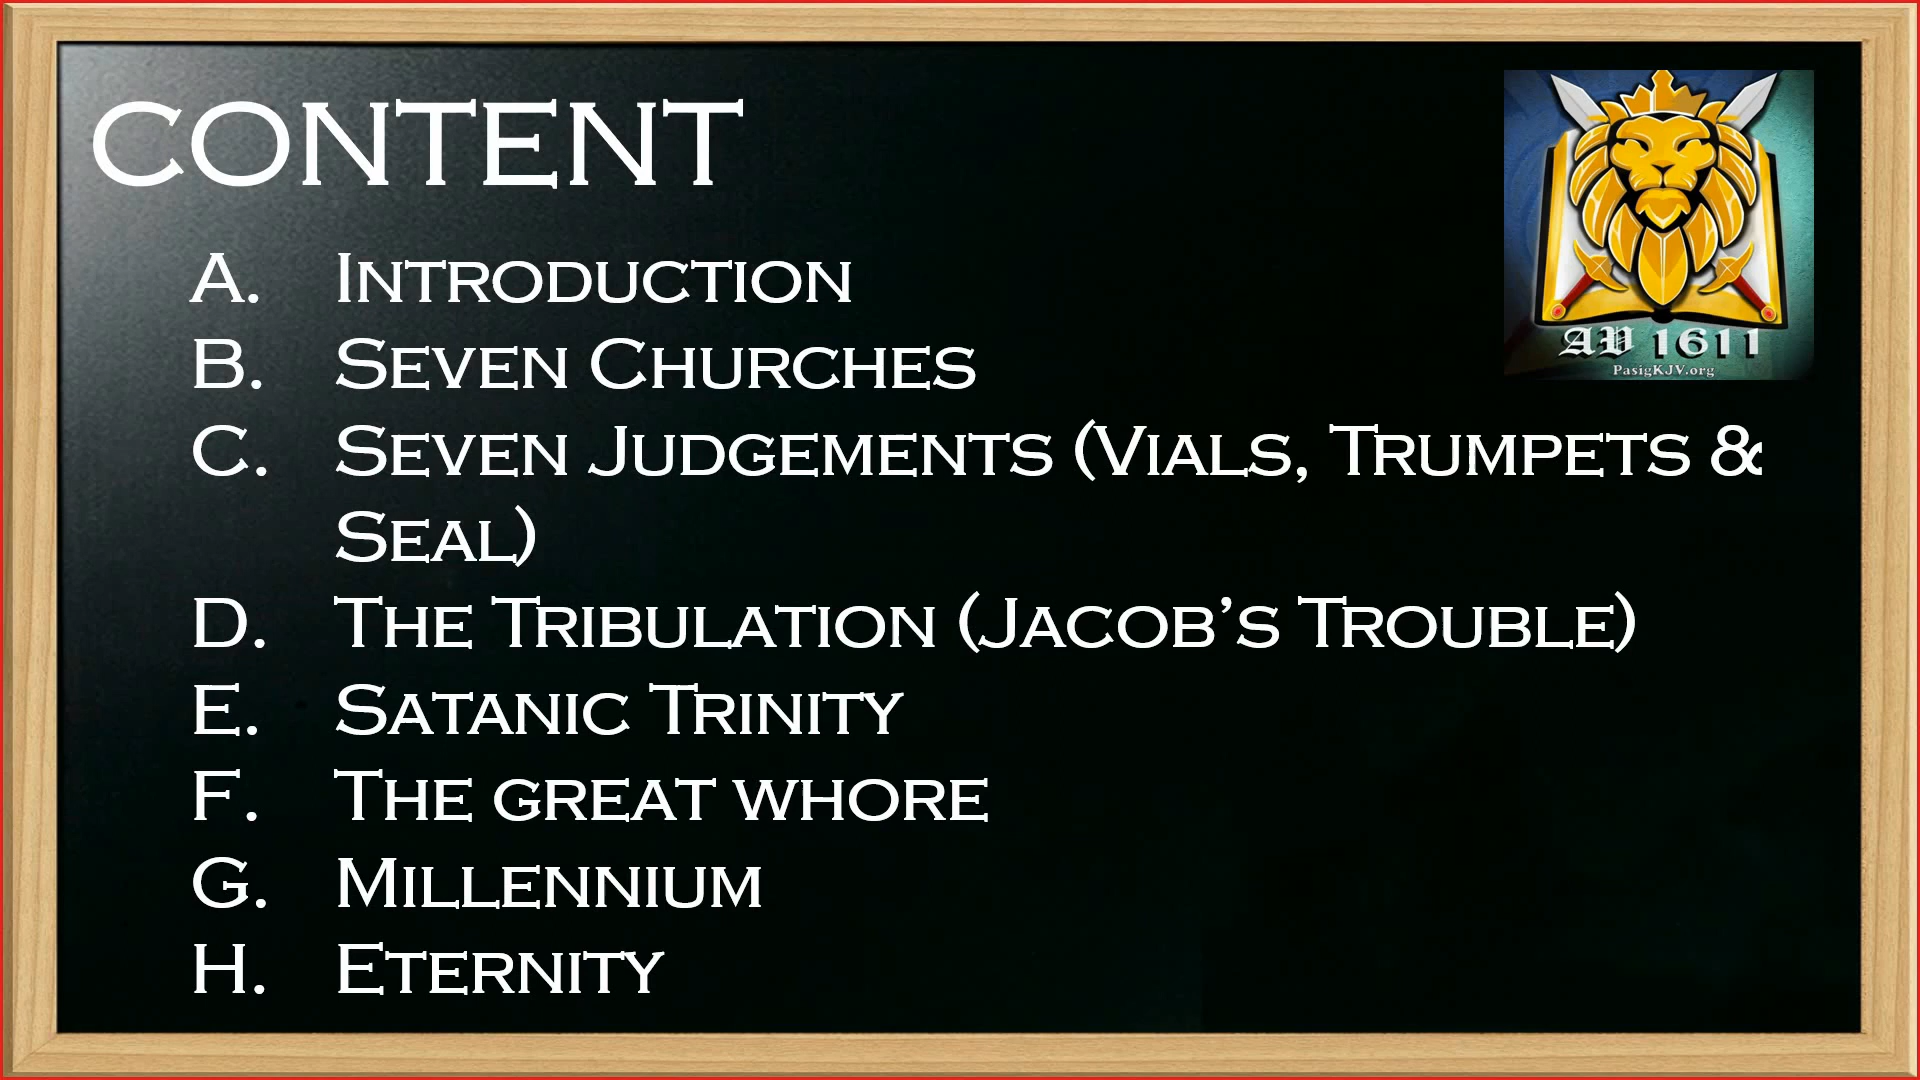 CONTENT
A. Introduction
B. Seven Churches
C. Seven Judgements (Vials, Trumpets &
Seal)
D. The Tribulation (Jacob’s Trouble)
E. Satanic Trinity
F. The great whore
G. Millennium
H. Eternity
AV 1611
PasigKJV.org